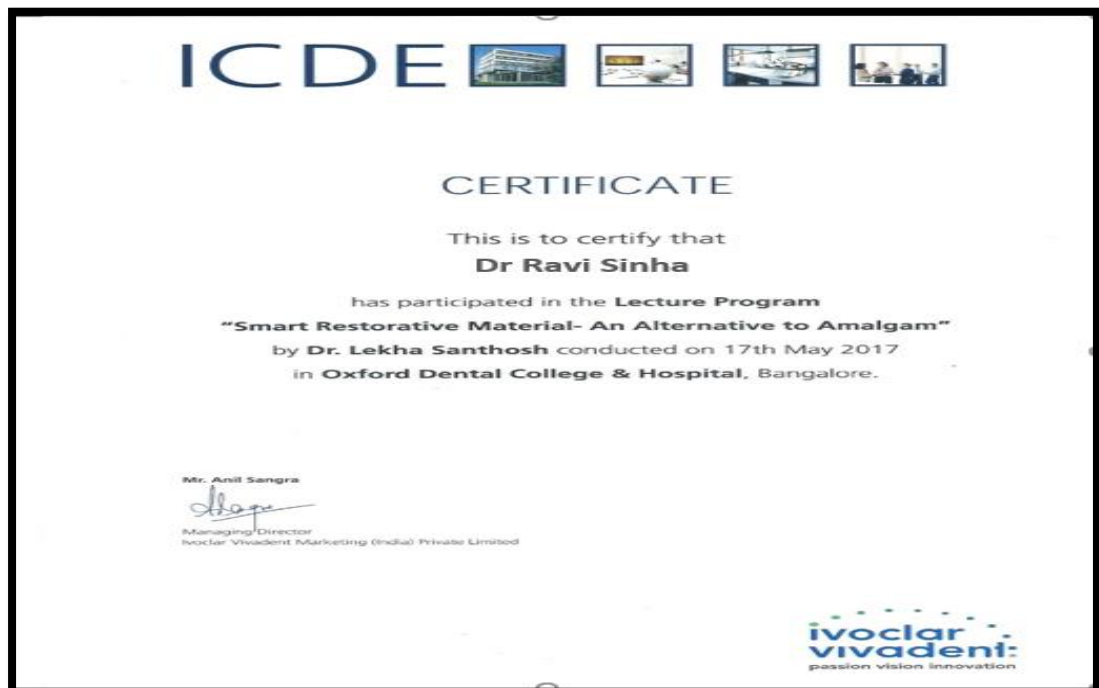 ICDE
CERTIFICATE
This is to certify that
Dr Ravi Sinha
has participated in the Lecture Program
"Smart Restorative Material- An Alternative to Amalgam"
by Dr. Lekha Santhosh conducted on 17th May 2017
in Oxford Dental College & Hospital, Bangalore.
Mr. Anil Sangra
Managing Director
Ivoclar Vivadent Marketing (India) Private Limited
ivoclar
vivadent:
passion vision innovation